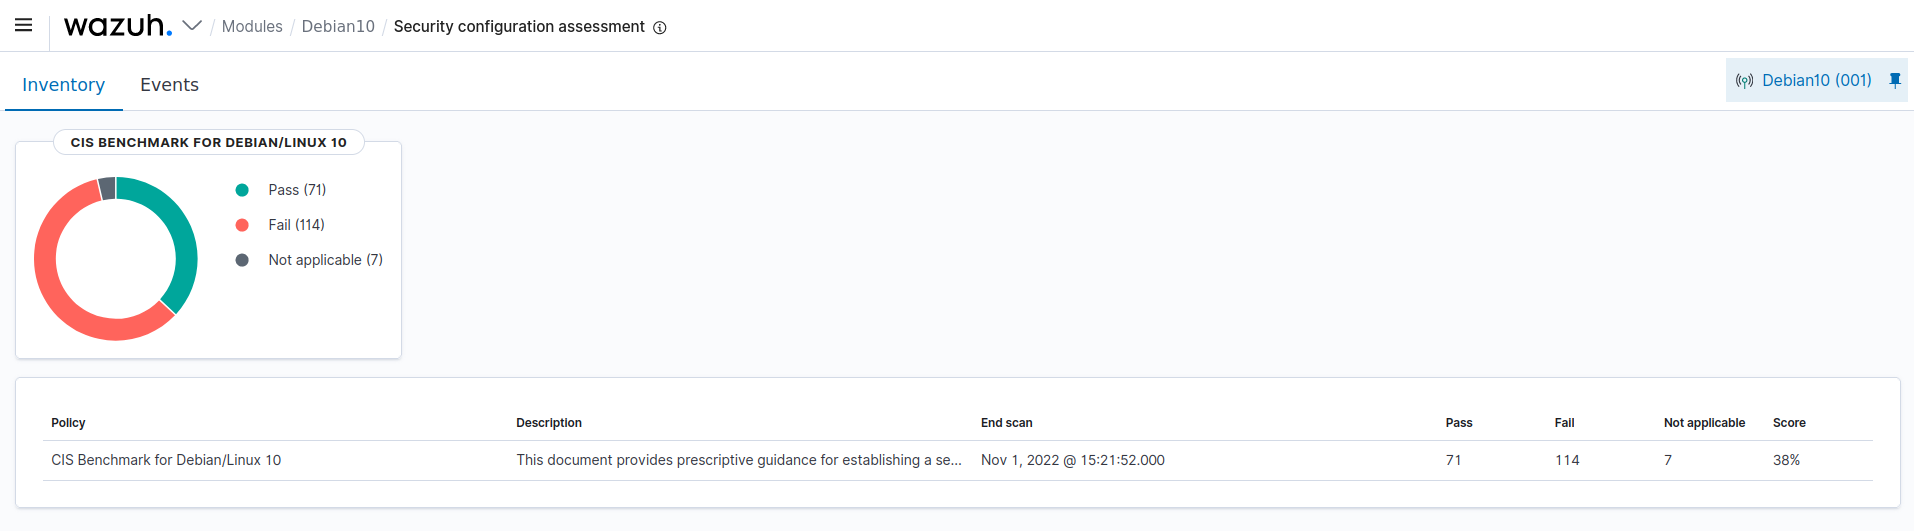 wazuh. / Modules / Debian10 / Security configuration assessment
Inventory Events Debian10 (001)
CIS BENCHMARK FOR DEBIAN/LINUX 10
Pass (71)
Fail (114)
Not applicable (7)
Policy Description End scan Pass Fail Not applicable Score
CIS Benchmark for Debian/Linux 10 This document provides prescriptive guidance for establishing a se... Nov 1, 2022 @ 15:21:52.000 71 114 7 38%